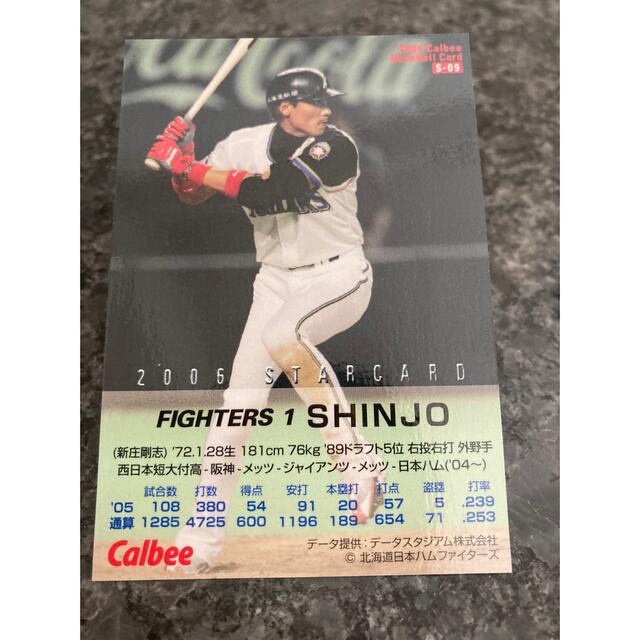 Coca-Cola
2006 Calbee
Baseball Card
S-09
2006 STARCARD
FIGHTERS 1 SHINJO
(新庄剛志) '72.1.28生 181cm 76kg '89ドラフト5位 右投右打 外野手
西日本短大付高-阪神-メッツ-ジャイアンツ-メッツ-日本ハム('04~)
試合数 打数 得点 安打 本塁打 打点 盗塁 打率
'05 108 380 54 91 20 57 5 .239
通算 1285 4725 600 1196 189 654 71 .253
Calbee
データ提供:データスタジアム株式会社
© 北海道日本ハムファイターズ